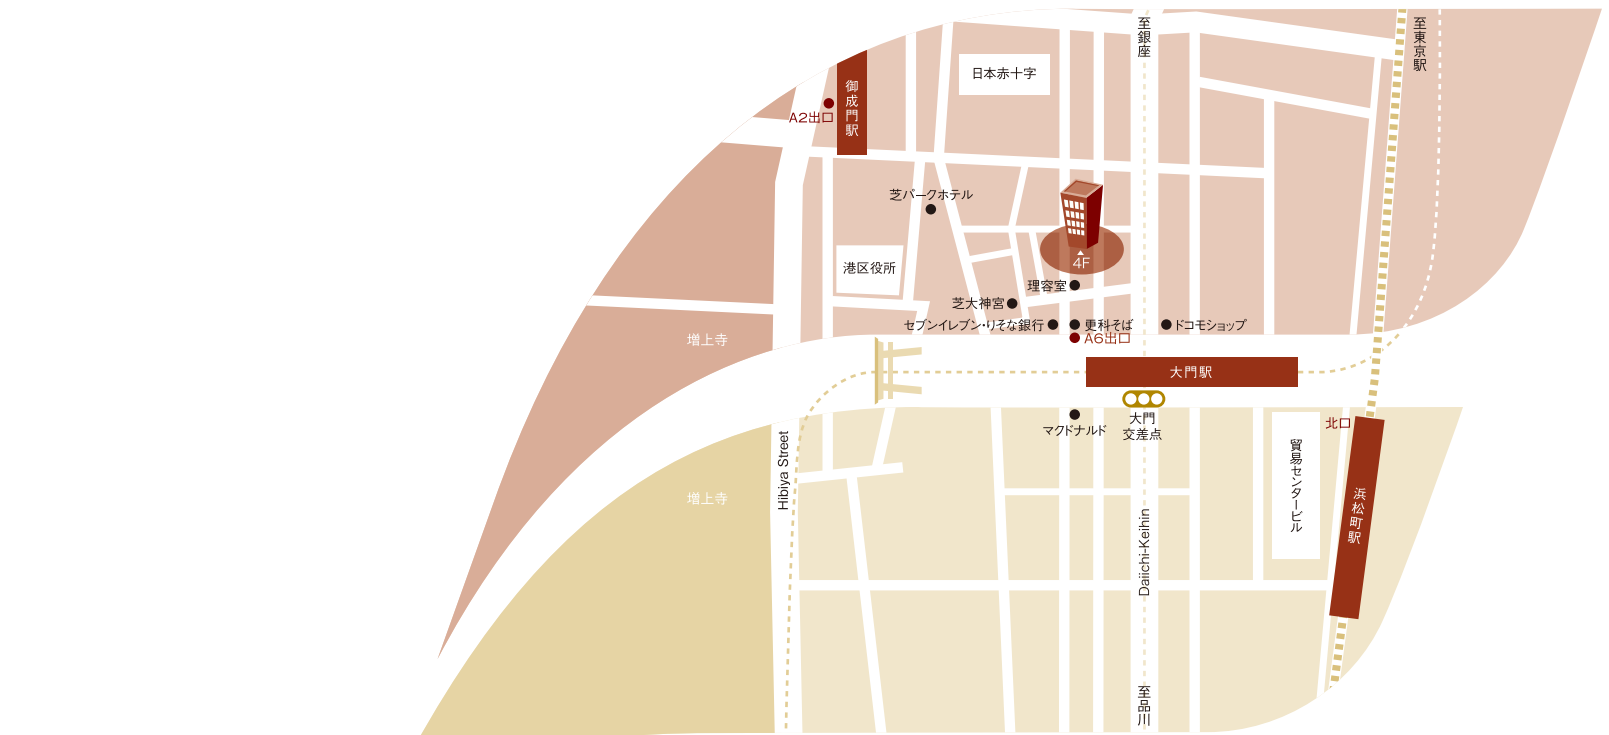 至銀座
至東京駅
日本赤十字
御成門駅
A2出口
芝パークホテル
港区役所
4F
理容室
芝大神宮
セブンイレブン・りそな銀行
更科そば
ドコモショップ
A6出口
増上寺
大門駅
マクドナルド
大門
交差点
北口
Hibiya Street
貿易センタービル
増上寺
浜松町駅
Daiichi-Keihin
至品川